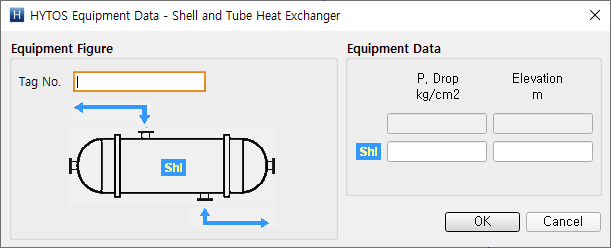 H HYTOS Equipment Data - Shell and Tube Heat Exchanger
Equipment Figure
Tag No.
Shl
Equipment Data
P. Drop Elevation
kg/cm2 m
Shl
OK Cancel